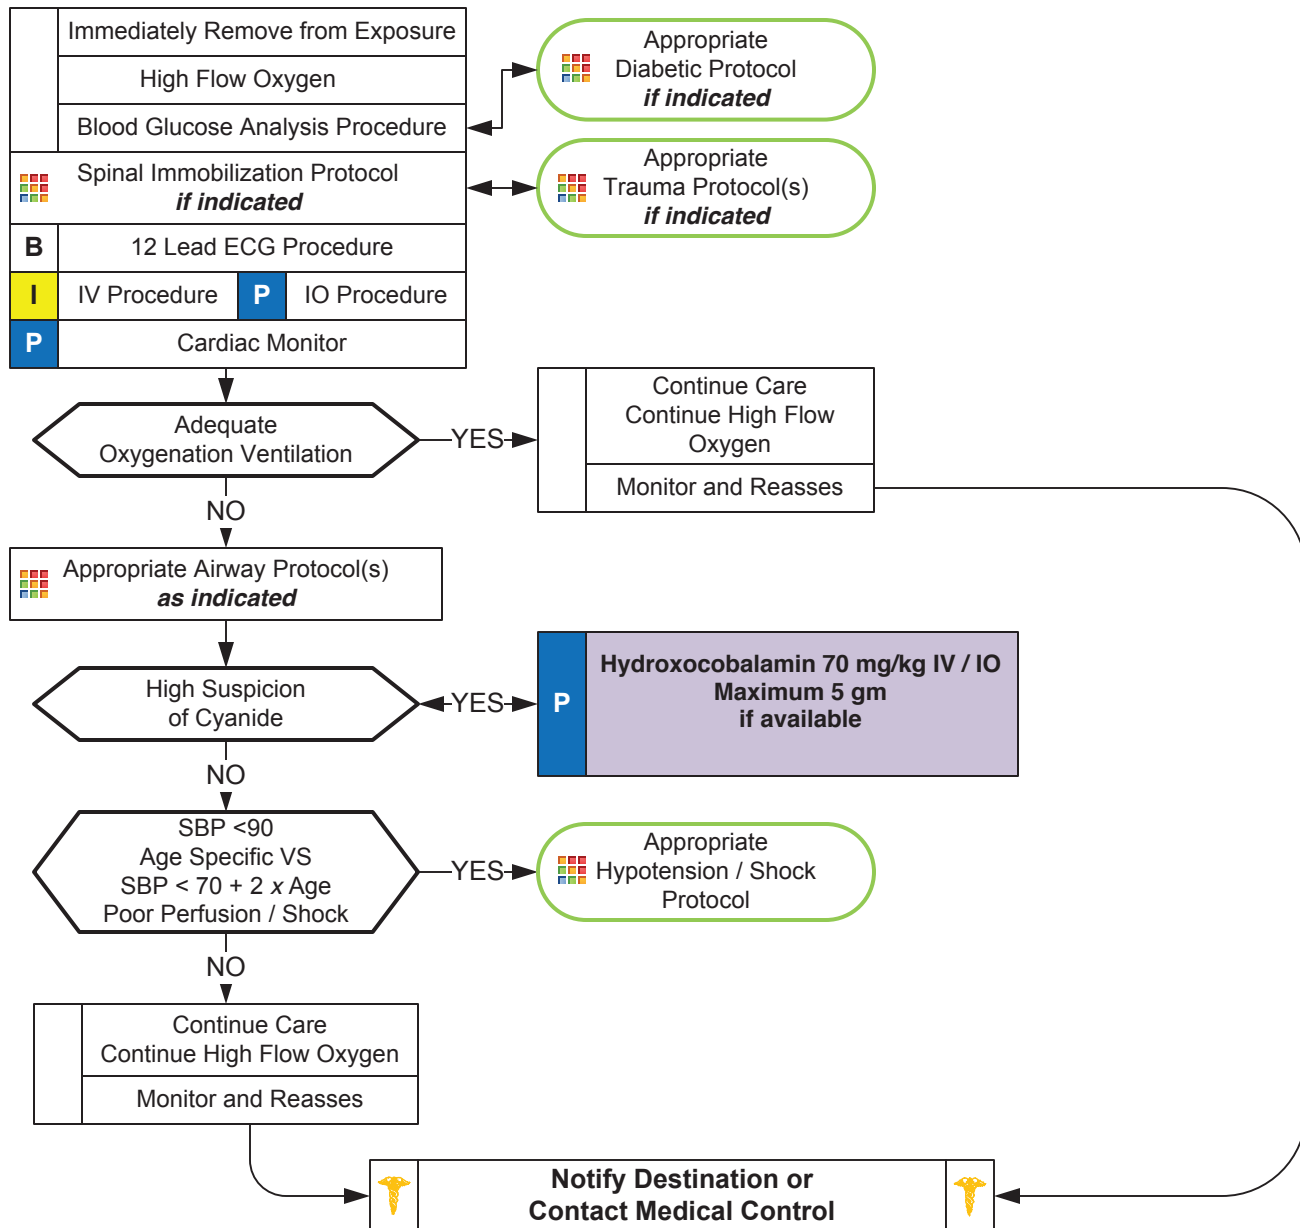 Immediately Remove from Exposure
High Flow Oxygen
Blood Glucose Analysis Procedure
Appropriate
Diabetic Protocol
if indicated
Spinal Immobilization Protocol
if indicated
Appropriate
Trauma Protocol(s)
if indicated
B
12 Lead ECG Procedure
I
IV Procedure
P
IO Procedure
P
Cardiac Monitor
Adequate
Oxygenation Ventilation
YES
Continue Care
Continue High Flow
Oxygen
Monitor and Reasses
NO
Appropriate Airway Protocol(s)
as indicated
High Suspicion
of Cyanide
YES
P
Hydroxocobalamin 70 mg/kg IV / IO
Maximum 5 gm
if available
NO
SBP <90
Age Specific VS
SBP < 70 + 2 x Age
Poor Perfusion / Shock
YES
Appropriate
Hypotension / Shock
Protocol
NO
Continue Care
Continue High Flow Oxygen
Monitor and Reasses
Notify Destination or
Contact Medical Control